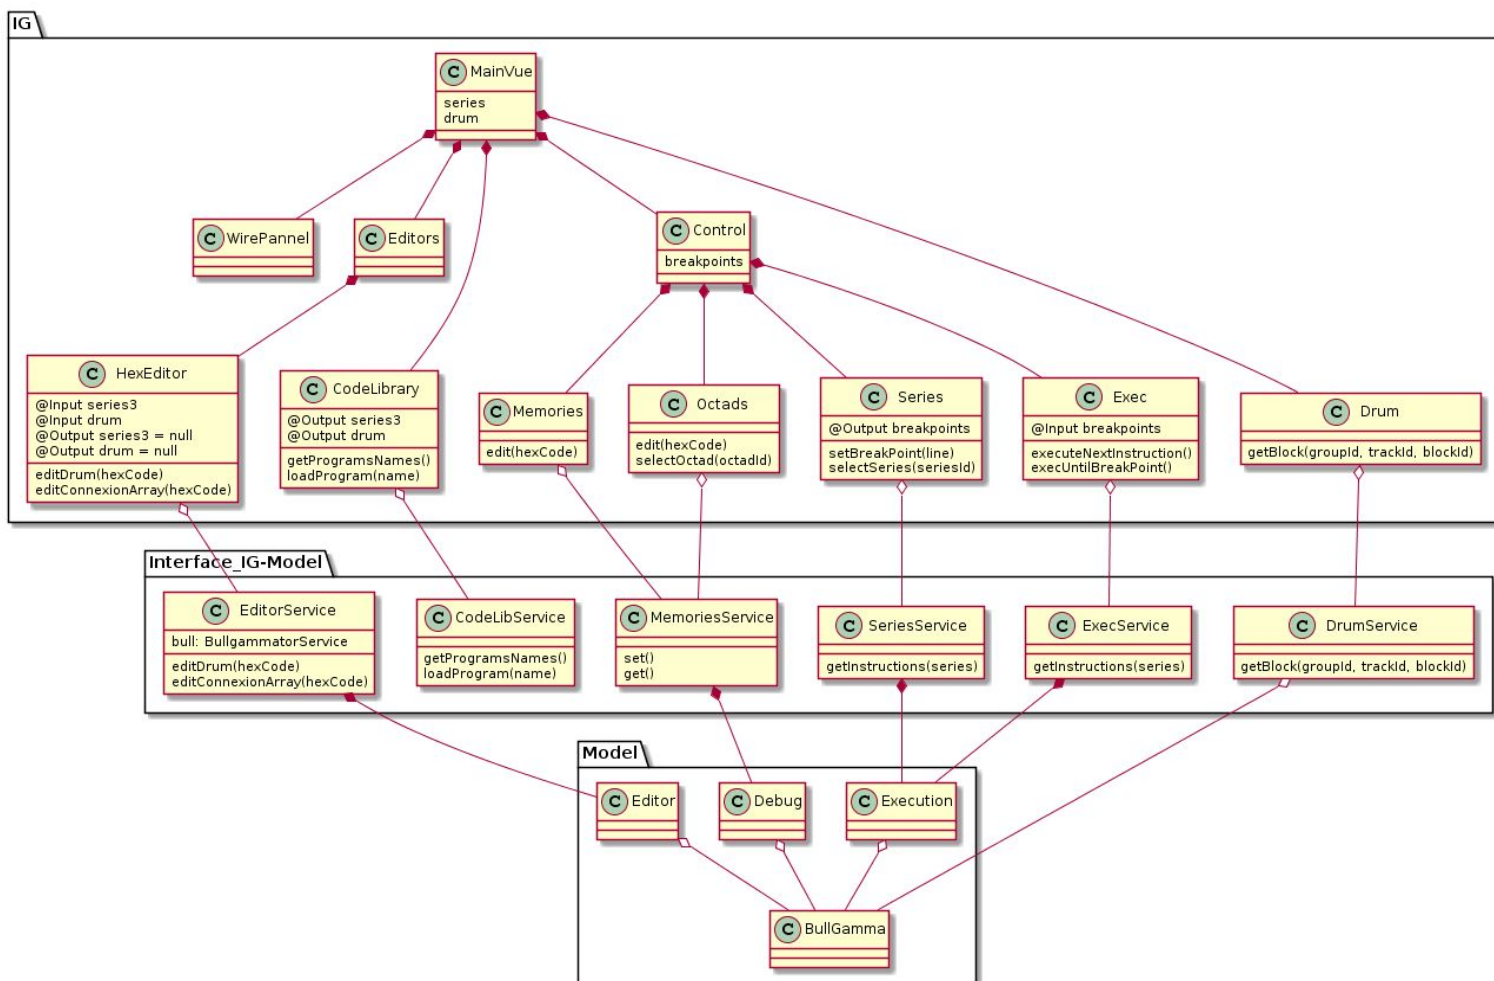 IG
C MainVue
series
drum
C WirePannel
C Editors
C Control
breakpoints
C HexEditor
@Input series3
@Input drum
@Output series3 = null
@Output drum = null
editDrum(hexCode)
editConnexionArray(hexCode)
C CodeLibrary
@Output series3
@Output drum
getProgramsNames()
loadProgram(name)
C Memories
edit(hexCode)
C Octads
edit(hexCode)
selectOctad(octadId)
C Series
@Output breakpoints
setBreakPoint(line)
selectSeries(seriesId)
C Exec
@Input breakpoints
executeNextInstruction()
execUntilBreakPoint()
C Drum
getBlock(groupId, trackId, blockId)
Interface_IG-Model
C EditorService
bull: BullgammatorService
editDrum(hexCode)
editConnexionArray(hexCode)
C CodeLibService
getProgramsNames()
loadProgram(name)
C MemoriesService
set()
get()
C SeriesService
getInstructions(series)
C ExecService
getInstructions(series)
C DrumService
getBlock(groupId, trackId, blockId)
Model
C Editor
C Debug
C Execution
C BullGamma